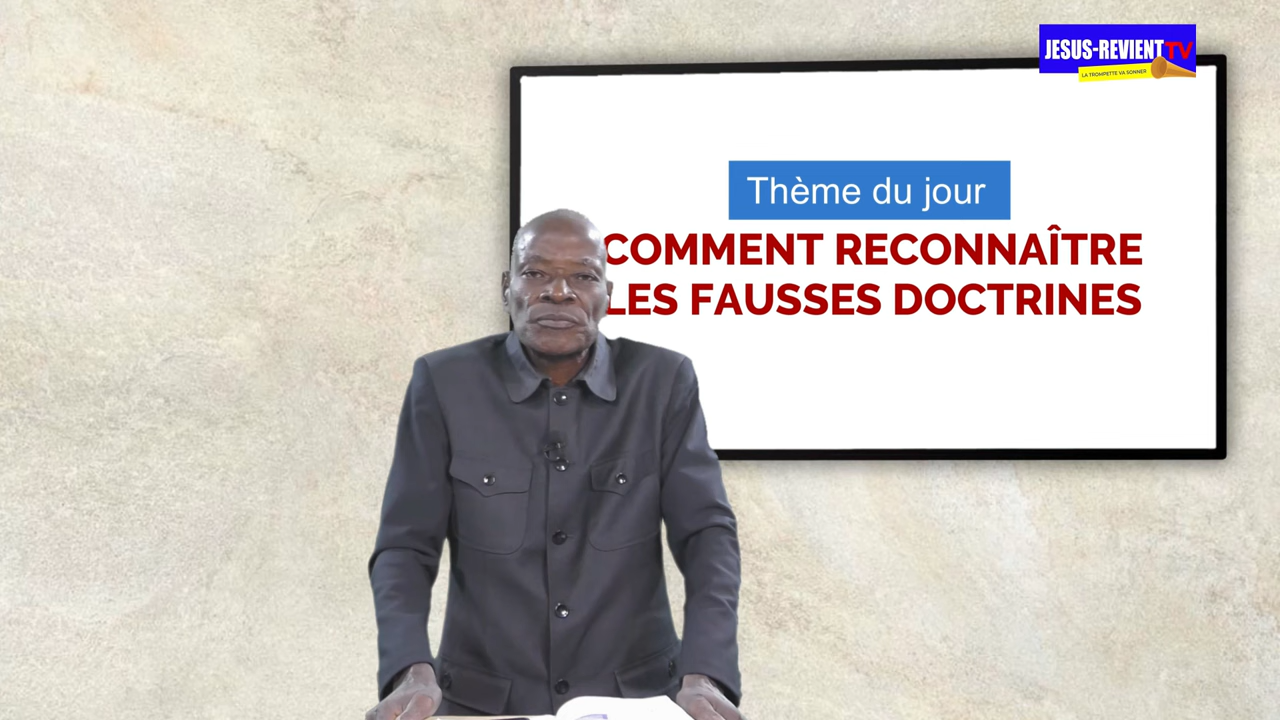 JESUS-REVIENT TV
LA TROMPETTE VA SONNER
Thème du jour
COMMENT RECONNAÎTRE
LES FAUSSES DOCTRINES